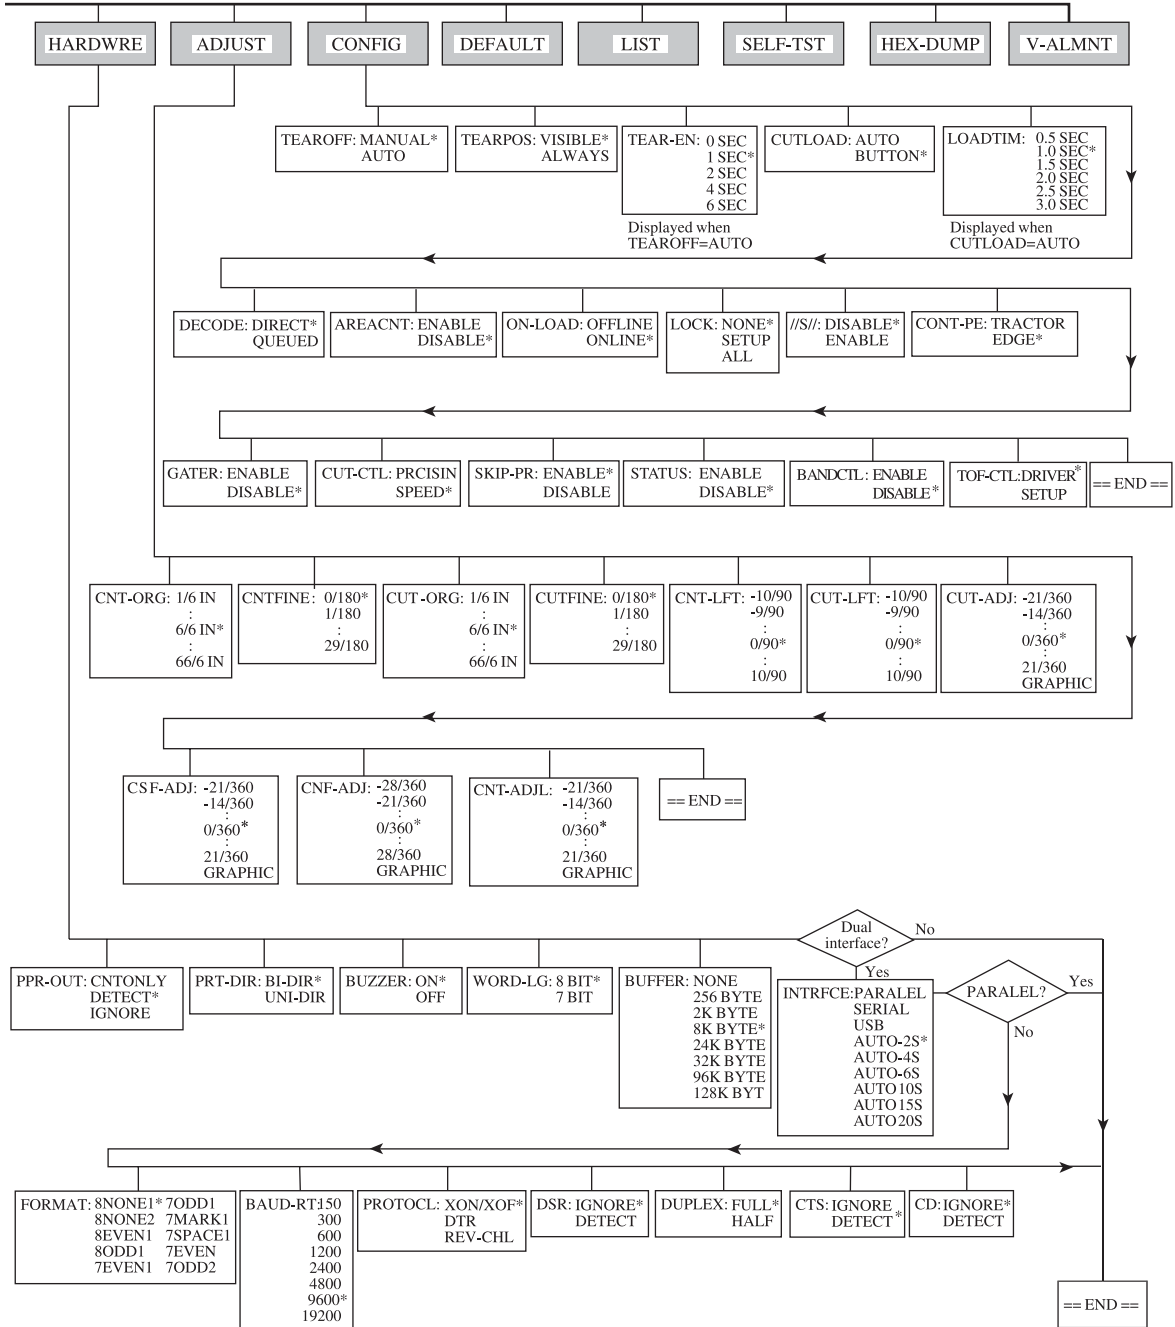 HARDWRE ADJUST CONFIG DEFAULT LIST SELF-TST HEX-DUMP V-ALMNT
TEAROFF: MANUAL*
AUTO
TEARPOS: VISIBLE*
ALWAYS
TEAR-EN: 0 SEC
1 SEC*
2 SEC
4 SEC
6 SEC
Displayed when
TEAROFF=AUTO
CUTLOAD: AUTO
BUTTON*
LOADTIM: 0.5 SEC
1.0 SEC*
1.5 SEC
2.0 SEC
2.5 SEC
3.0 SEC
Displayed when
CUTLOAD=AUTO
DECODE: DIRECT*
QUEUED
AREACNT: ENABLE
DISABLE*
ON-LOAD: OFFLINE
ONLINE*
LOCK: NONE*
SETUP
ALL
//S//: DISABLE*
ENABLE
CONT-PE: TRACTOR
EDGE*
GATER: ENABLE
DISABLE*
CUT-CTL: PRCISIN
SPEED*
SKIP-PR: ENABLE*
DISABLE
STATUS: ENABLE
DISABLE*
BANDCTL: ENABLE
DISABLE*
TOF-CTL:DRIVER*
SETUP
== END ==
CNT-ORG: 1/6 IN
:
6/6 IN*
:
66/6 IN
CNTFINE: 0/180*
1/180
:
29/180
CUT-ORG: 1/6 IN
:
6/6 IN*
:
66/6 IN
CUTFINE: 0/180*
1/180
:
29/180
CNT-LFT: -10/90
-9/90
:
0/90*
:
10/90
CUT-LFT: -10/90
-9/90
:
0/90*
:
10/90
CUT-ADJ: -21/360
-14/360
:
0/360*
:
21/360
GRAPHIC
CSF-ADJ: -21/360
-14/360
:
0/360*
:
21/360
GRAPHIC
CNF-ADJ: -28/360
-21/360
:
0/360*
:
28/360
GRAPHIC
CNT-ADJL: -21/360
-14/360
:
0/360*
:
21/360
GRAPHIC
== END ==
PPR-OUT: CNTONLY
DETECT*
IGNORE
PRT-DIR: BI-DIR*
UNI-DIR
BUZZER: ON*
OFF
WORD-LG: 8 BIT*
7 BIT
BUFFER: NONE
256 BYTE
2K BYTE
8K BYTE*
24K BYTE
32K BYTE
96K BYTE
128K BYT
Dual
interface?
No
Yes
INTRFCE:PARALEL
SERIAL
USB
AUTO-2S*
AUTO-4S
AUTO-6S
AUTO10S
AUTO15S
AUTO20S
PARALEL?
Yes
No
FORMAT: 8NONE1* 7ODD1
8NONE2 7MARK1
8EVEN1 7SPACE1
8ODD1 7EVEN
7EVEN1 7ODD2
BAUD-RT:150
300
600
1200
2400
4800
9600*
19200
PROTOCL: XON/XOF*
DTR
REV-CHL
DSR: IGNORE*
DETECT
DUPLEX: FULL*
HALF
CTS: IGNORE
DETECT*
CD: IGNORE*
DETECT
== END ==